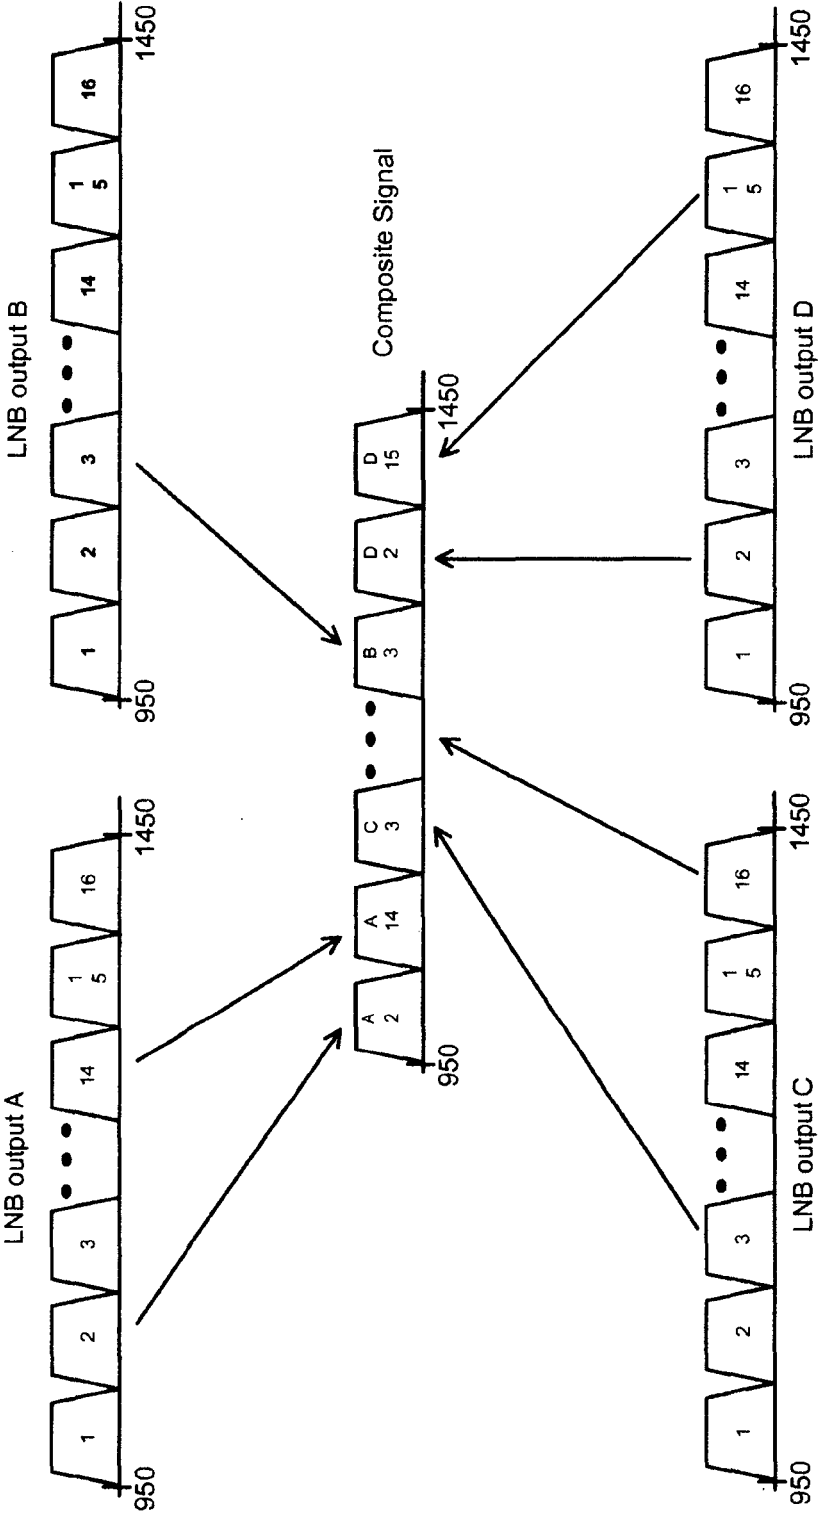 LNB output A
1 2 3 14 1 5 16
950 1450
LNB output B
1 2 3 14 1 5 16
950 1450
Composite Signal
A A C B D D
2 14 3 3 2 15
950 1450
1 2 3 14 1 5 16
950 1450
LNB output C
1 2 3 14 1 5 16
950 1450
LNB output D